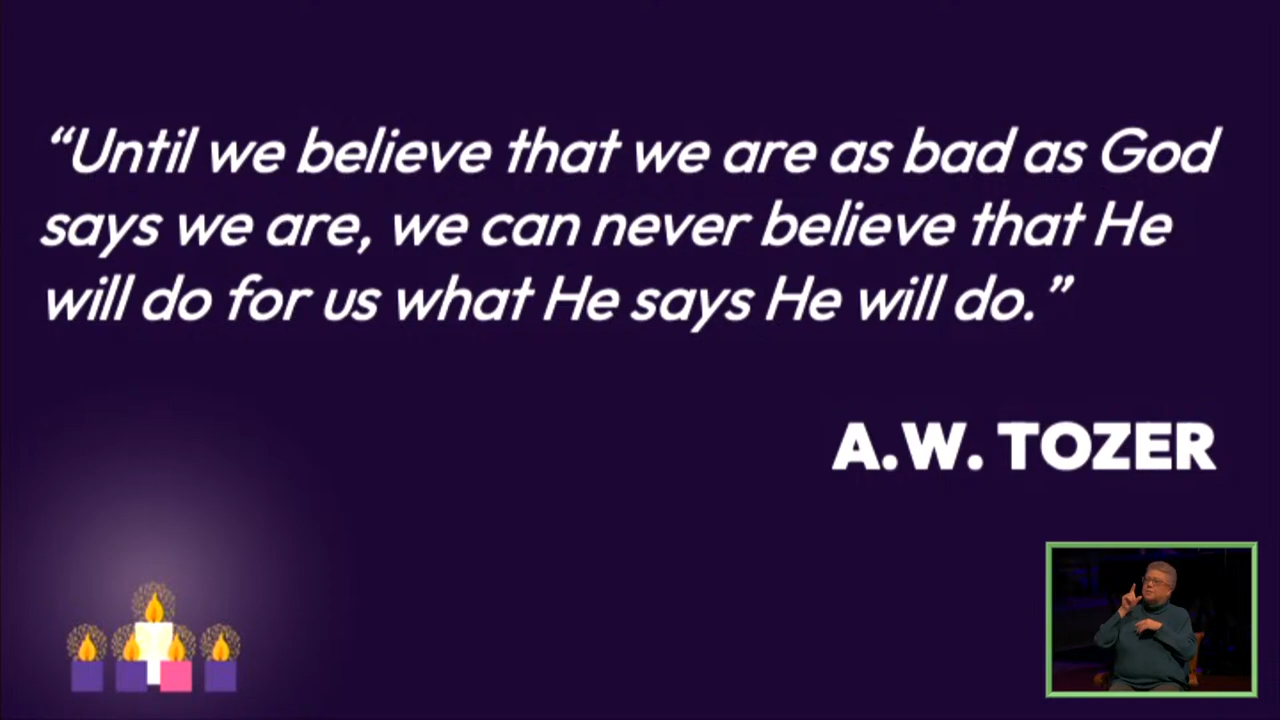 “Until we believe that we are as bad as God
says we are, we can never believe that He
will do for us what He says He will do.”
A.W. TOZER